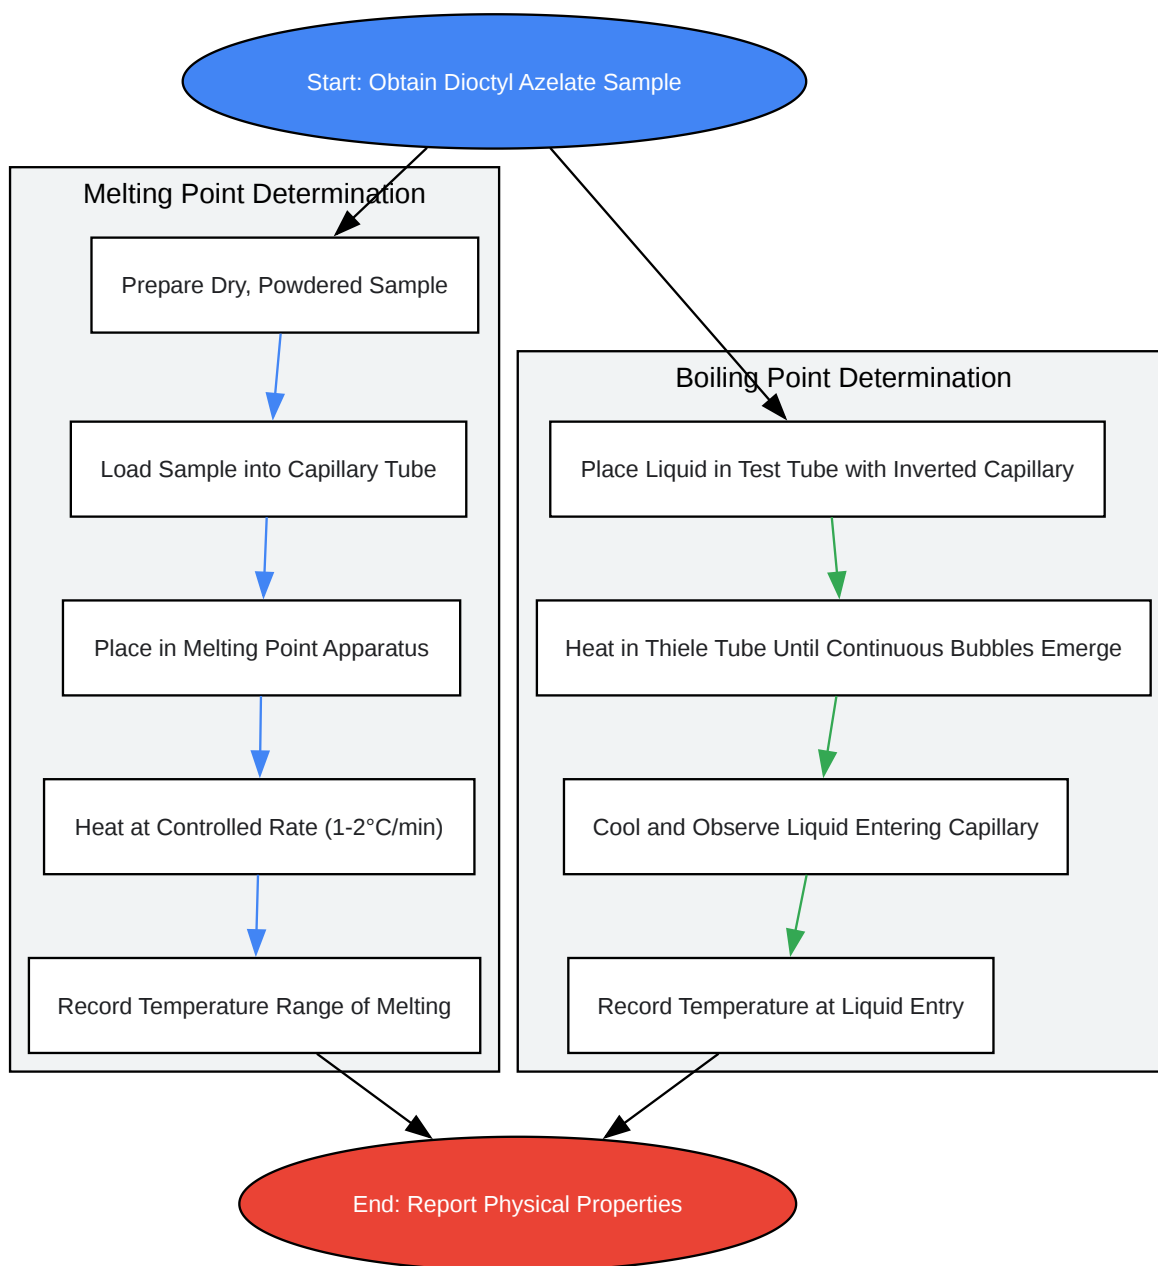 Start: Obtain Dioctyl Azelate Sample
Melting Point Determination
Prepare Dry, Powdered Sample
Load Sample into Capillary Tube
Place in Melting Point Apparatus
Heat at Controlled Rate (1-2°C/min)
Record Temperature Range of Melting
Boiling Point Determination
Place Liquid in Test Tube with Inverted Capillary
Heat in Thiele Tube Until Continuous Bubbles Emerge
Cool and Observe Liquid Entering Capillary
Record Temperature at Liquid Entry
End: Report Physical Properties